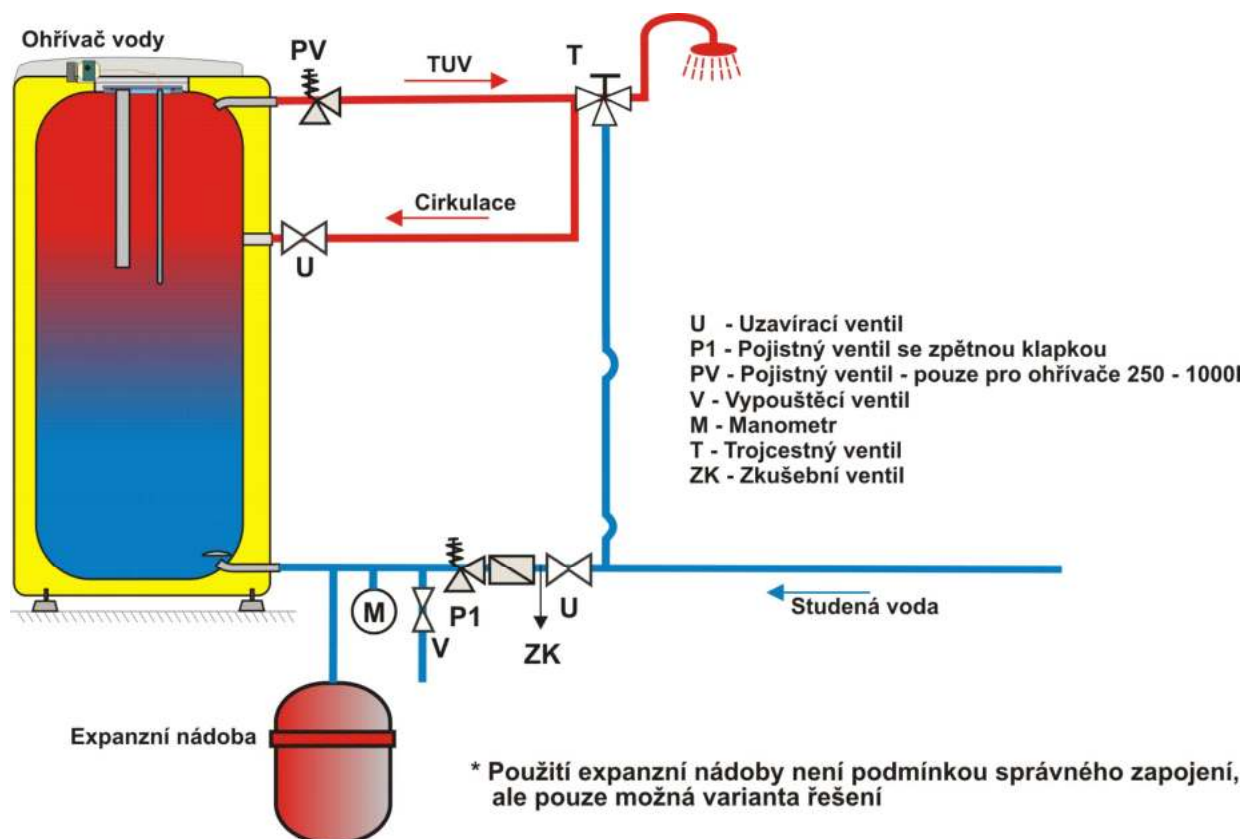 Ohřívač vody
PV
TUV
T
Cirkulace
U
U - Uzavírací ventil
P1 - Pojistný ventil se zpětnou klapkou
PV - Pojistný ventil - pouze pro ohřívače 250 - 1000l
V - Vypouštěcí ventil
M - Manometr
T - Trojcestný ventil
ZK - Zkušební ventil
M
V
P1
ZK
U
Studená voda
Expanzní nádoba
* Použití expanzní nádoby není podmínkou správného zapojení,
ale pouze možná varianta řešení